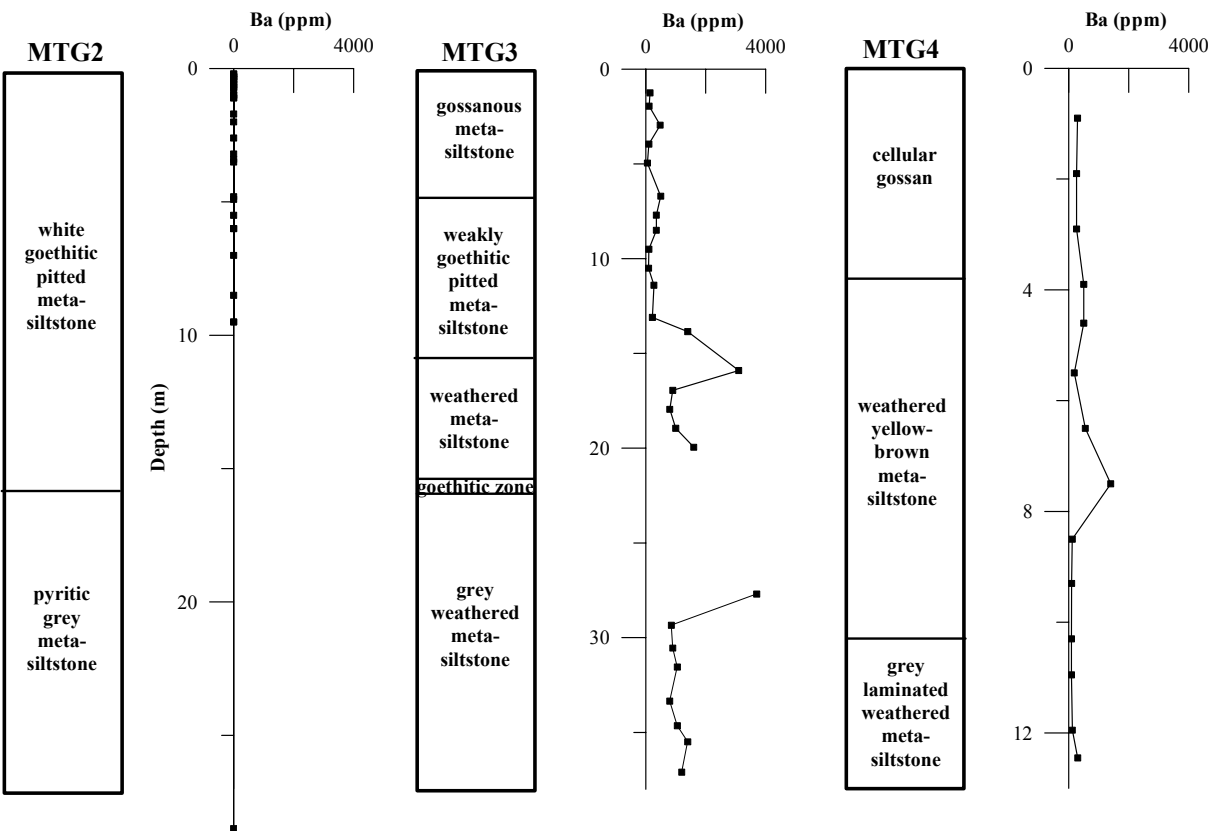 Ba (ppm)
0
4000
MTG2
0
10
20
Depth (m)
white
goethitic
pitted
meta-
siltstone
pyritic
grey
meta-
siltstone
Ba (ppm)
0
4000
MTG3
0
10
20
30
gossanous
meta-
siltstone
weakly
goethitic
pitted
meta-
siltstone
weathered
meta-
siltstone
goethitic zone
grey
weathered
meta-
siltstone
Ba (ppm)
0
4000
MTG4
0
4
8
12
cellular
gossan
weathered
yellow-
brown
meta-
siltstone
grey
laminated
weathered
meta-
siltstone